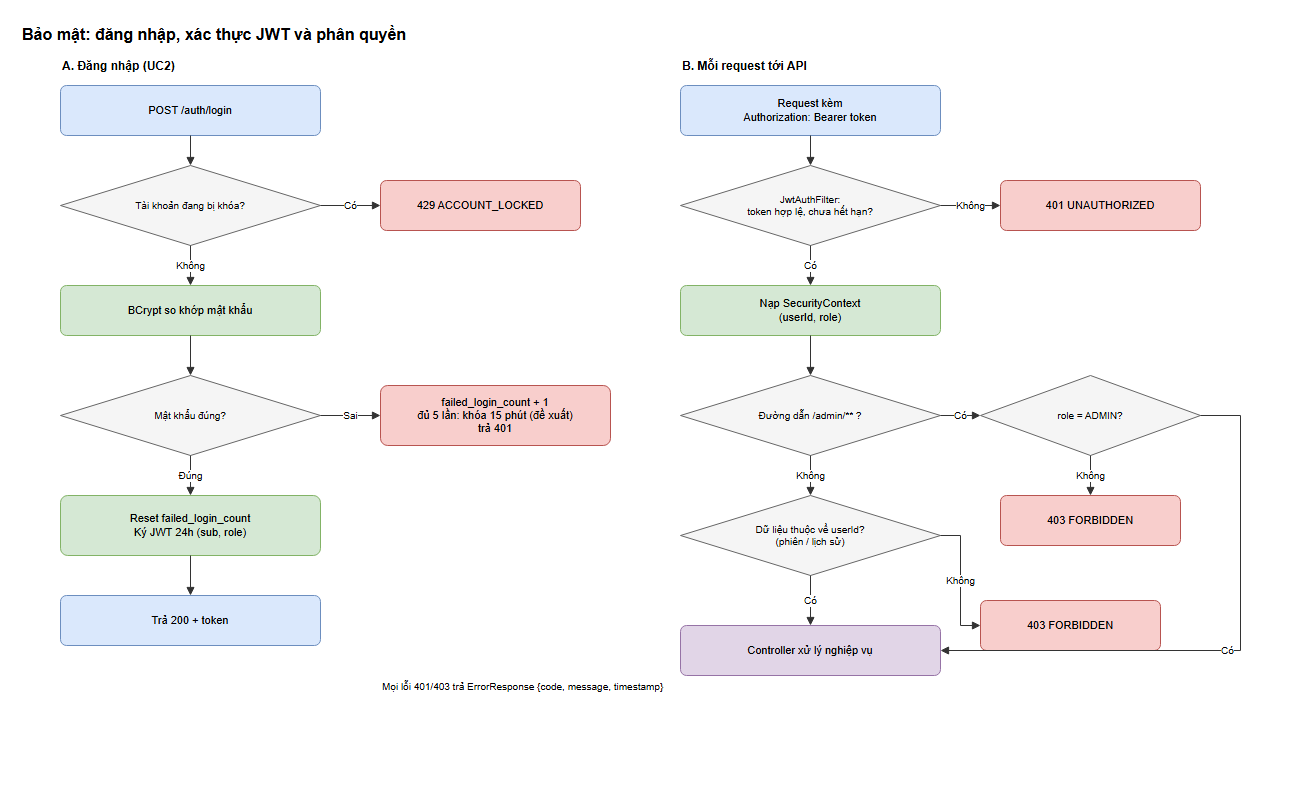 Bảo mật: đăng nhập, xác thực JWT và phân quyền
A. Đăng nhập (UC2)
POST /auth/login
Tài khoản đang bị khóa?
Có
429 ACCOUNT_LOCKED
Không
BCrypt so khớp mật khẩu
Mật khẩu đúng?
Sai
failed_login_count + 1
đủ 5 lần: khóa 15 phút (đề xuất)
trả 401
Đúng
Reset failed_login_count
Ký JWT 24h (sub, role)
Trả 200 + token
B. Mỗi request tới API
Request kèm
Authorization: Bearer token
JwtAuthFilter:
token hợp lệ, chưa hết hạn?
Không
401 UNAUTHORIZED
Có
Nạp SecurityContext
(userId, role)
Đường dẫn /admin/** ?
Có
role = ADMIN?
Không
Không
403 FORBIDDEN
Dữ liệu thuộc về userId?
(phiên / lịch sử)
Không
Có
403 FORBIDDEN
Controller xử lý nghiệp vụ
Có
Mọi lỗi 401/403 trả ErrorResponse {code, message, timestamp}